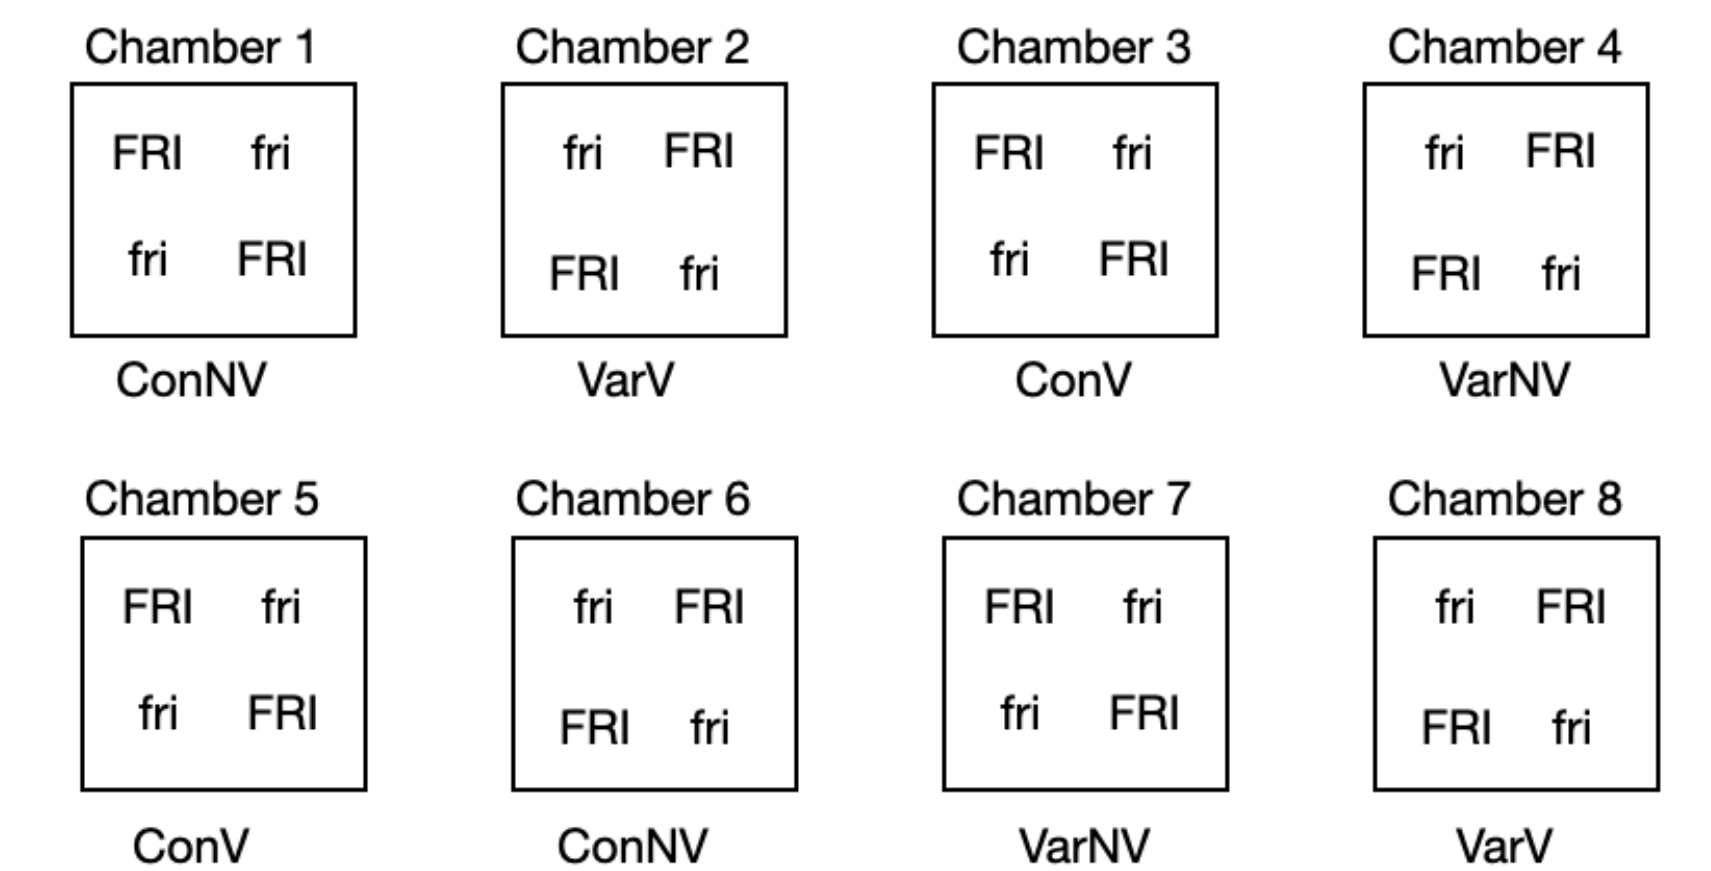 Chamber 1 Chamber 2 Chamber 3 Chamber 4
FRI fri fri FRI FRI fri fri FRI
fri FRI FRI fri fri FRI FRI fri
ConNV VarV ConV VarNV
Chamber 5 Chamber 6 Chamber 7 Chamber 8
FRI fri fri FRI FRI fri fri FRI
fri FRI FRI fri fri FRI FRI fri
ConV ConNV VarNV VarV